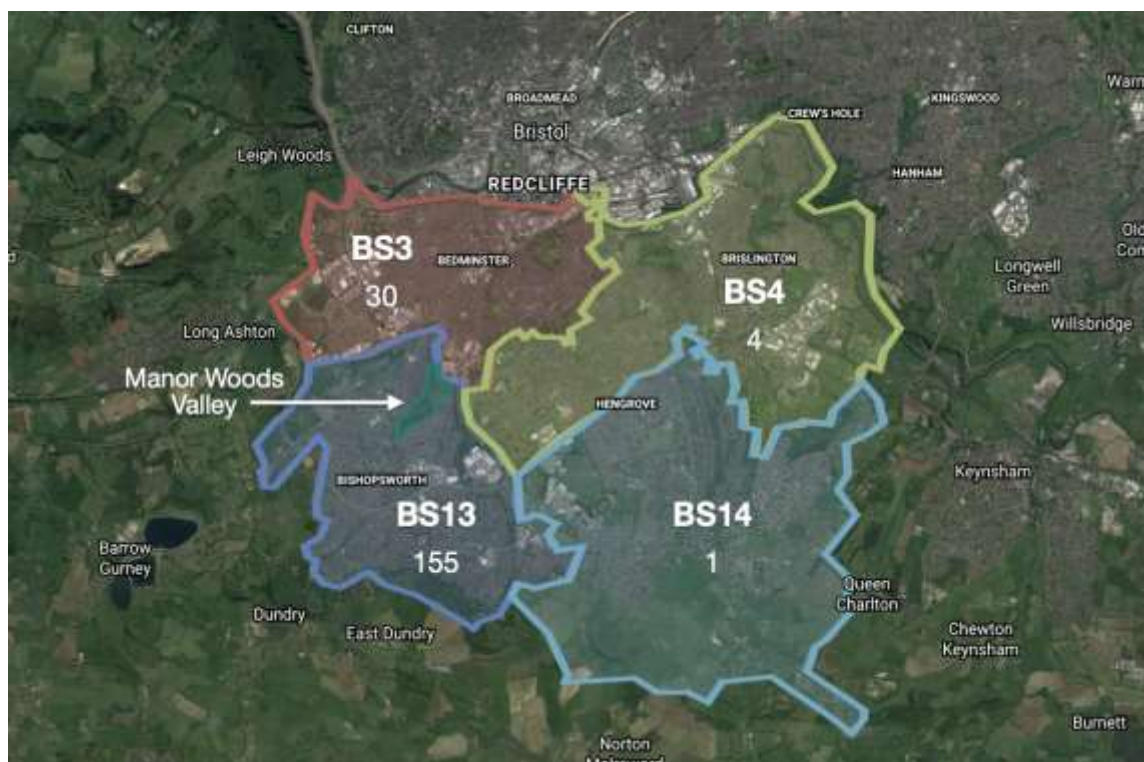 CLIFTON
BROADMEAD
KINGSWOOD
Bristol
CREW'S HOLE
Leigh Woods
HANHAM
REDCLIFFE
BS3
30
BEDMINSTER
BRISLINGTON
BS4
4
Longwell
Green
Long Ashton
Willsbridge
Manor Woods
Valley
HENGROVE
BISHOPSWORTH
Keynsham
BS13
155
BS14
1
Barrow
Gurney
Queen
Charlton
Dundry
East Dundry
Chewton
Keynsham
Burnett
Norton